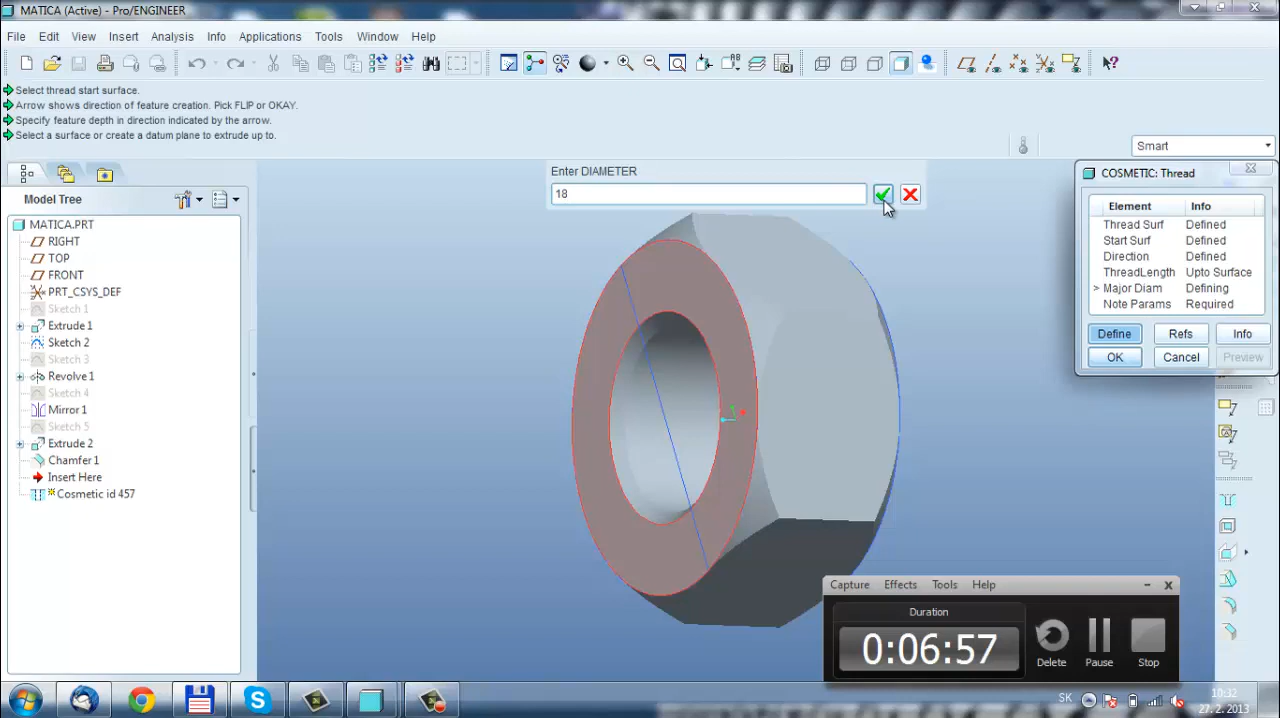 MATICA (Active) - Pro/ENGINEER
File Edit View Insert Analysis Info Applications Tools Window Help
Select thread start surface.
Arrow shows direction of feature creation. Pick FLIP or OKAY.
Specify feature depth in direction indicated by the arrow.
Select a surface or create a datum plane to extrude up to.
Smart
Enter DIAMETER
18
COSMETIC: Thread
Element Info
Thread Surf Defined
Start Surf Defined
Direction Defined
ThreadLength Upto Surface
> Major Diam Defining
Note Params Required
Define Refs Info
OK Cancel Preview
Model Tree
MATICA.PRT
RIGHT
TOP
FRONT
PRT_CSYS_DEF
Sketch 1
Extrude 1
Sketch 2
Sketch 3
Revolve 1
Sketch 4
Mirror 1
Sketch 5
Extrude 2
Chamfer 1
Insert Here
Cosmetic id 457
Capture Effects Tools Help
Duration
0:06:57
Delete Pause Stop
SK
10:32
27. 2. 2013